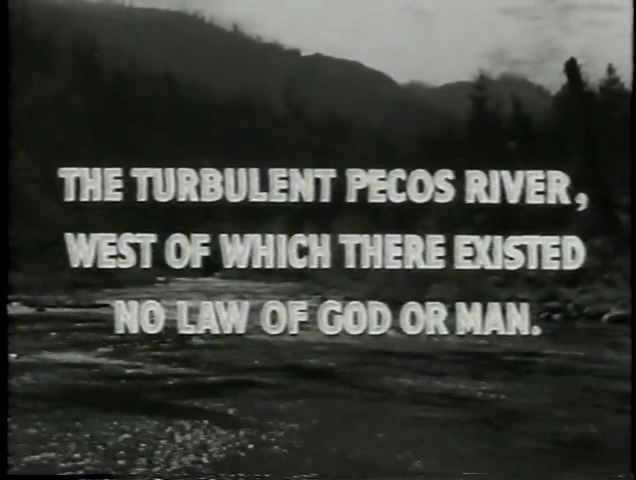 THE TURBULENT PECOS RIVER,
WEST OF WHICH THERE EXISTED
NO LAW OF GOD OR MAN.